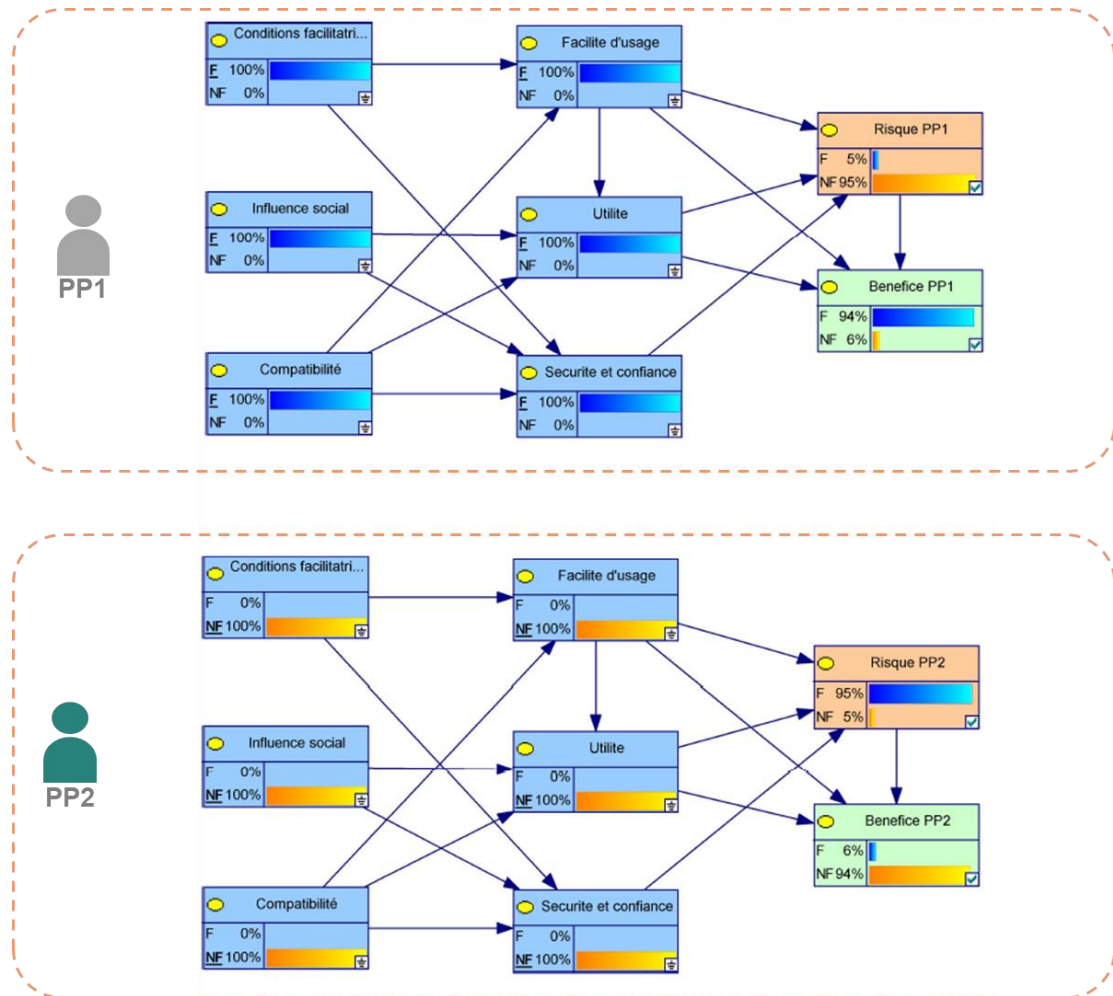 Conditions facilitatri...
F 100%
NF 0%
Facilite d'usage
F 100%
NF 0%
Risque PP1
F 5%
NF 95%
Influence social
F 100%
NF 0%
Utilite
F 100%
NF 0%
PP1
Benefice PP1
F 94%
NF 6%
Compatibilité
F 100%
NF 0%
Securite et confiance
F 100%
NF 0%
Conditions facilitatri...
F 0%
NF 100%
Facilite d'usage
F 0%
NF 100%
Risque PP2
F 95%
NF 5%
Influence social
F 0%
NF 100%
Utilite
F 0%
NF 100%
PP2
Benefice PP2
F 6%
NF 94%
Compatibilité
F 0%
NF 100%
Securite et confiance
F 0%
NF 100%